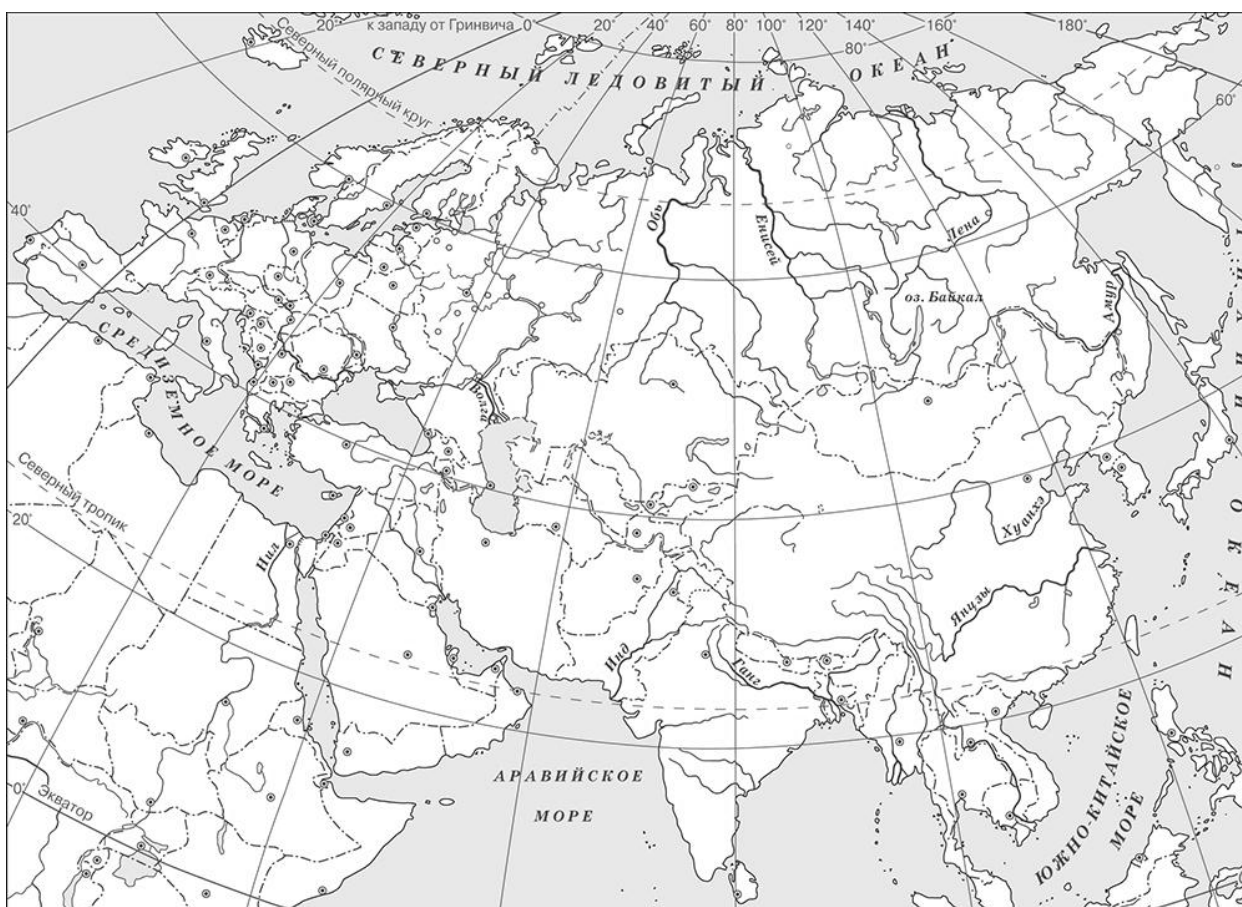 20° к западу от Гринвича 0° 20° 40° 60° 80° 100° 120° 140° 160° 180°
80°
СЕВЕРНЫЙ ЛЕДОВИТЫЙ ОКЕАН
Северный полярный круг
60°
40°
Обь
Енисей
Лена
оз. Байкал
Амур
СРЕДИЗЕМНОЕ МОРЕ
Волга
Северный тропик
20°
Нил
Хуанхэ
Янцзы
Инд
Ганг
АРАВИЙСКОЕ
МОРЕ
ЮЖНО-КИТАЙСКОЕ
МОРЕ
0°
Экватор
ОКЕАН